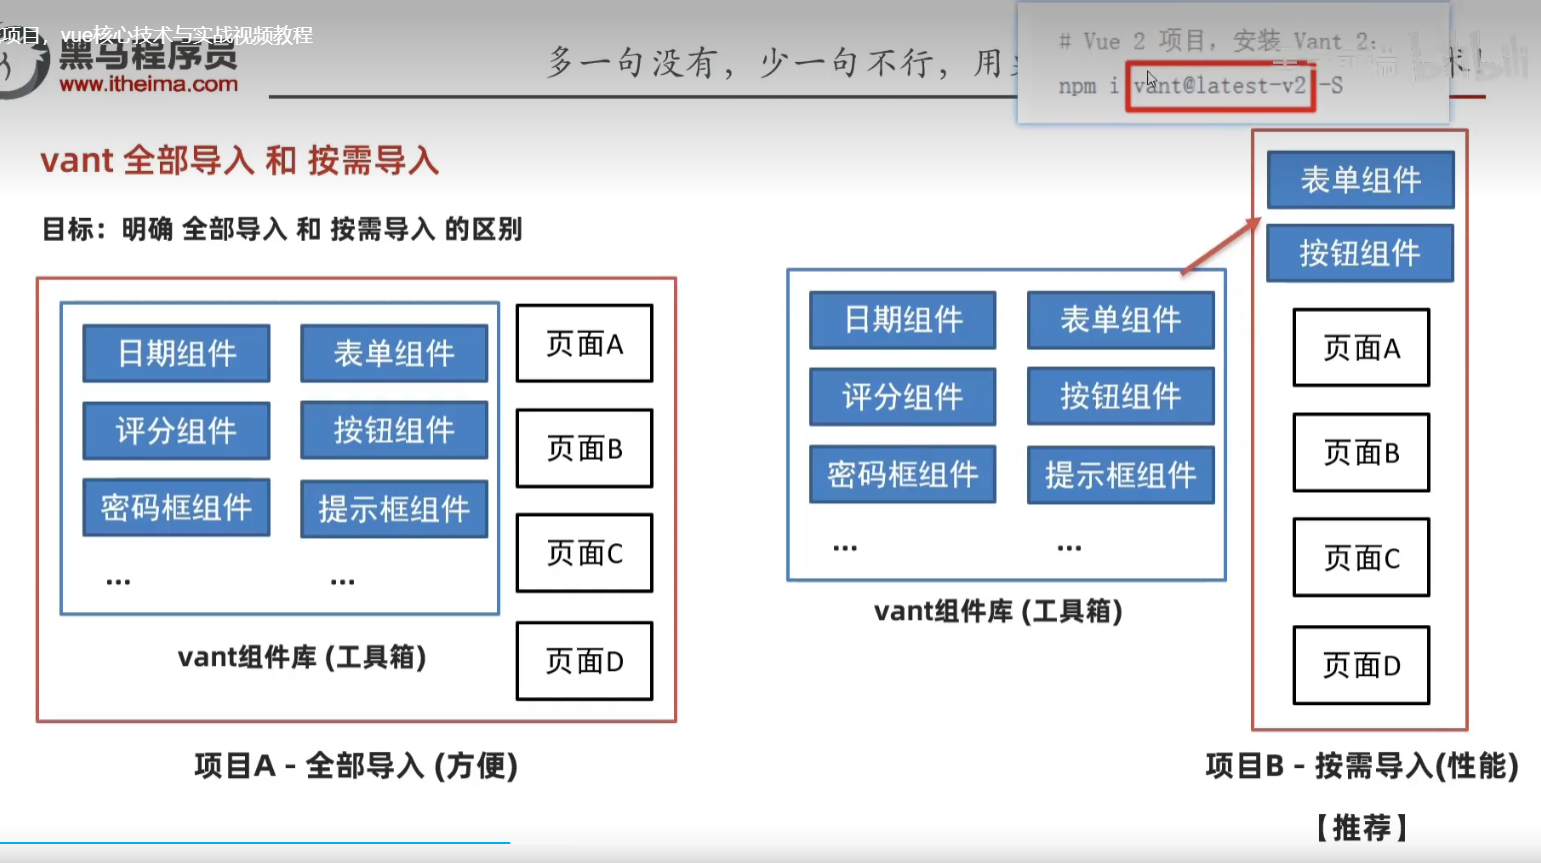 项目，vue核心技术与实战视频教程
黑马程序员
www.itheima.com
多一句没有，少一句不行，用
# Vue 2 项目，安装 Vant 2：
npm i vant@latest-v2 -S
bilibili
vant 全部导入 和 按需导入
目标：明确 全部导入 和 按需导入 的区别
日期组件 表单组件
评分组件 按钮组件
密码框组件 提示框组件
... ...
vant组件库 (工具箱)
页面A
页面B
页面C
页面D
项目A - 全部导入 (方便)
日期组件 表单组件
评分组件 按钮组件
密码框组件 提示框组件
... ...
vant组件库 (工具箱)
表单组件
按钮组件
页面A
页面B
页面C
页面D
项目B - 按需导入(性能)
【推荐】